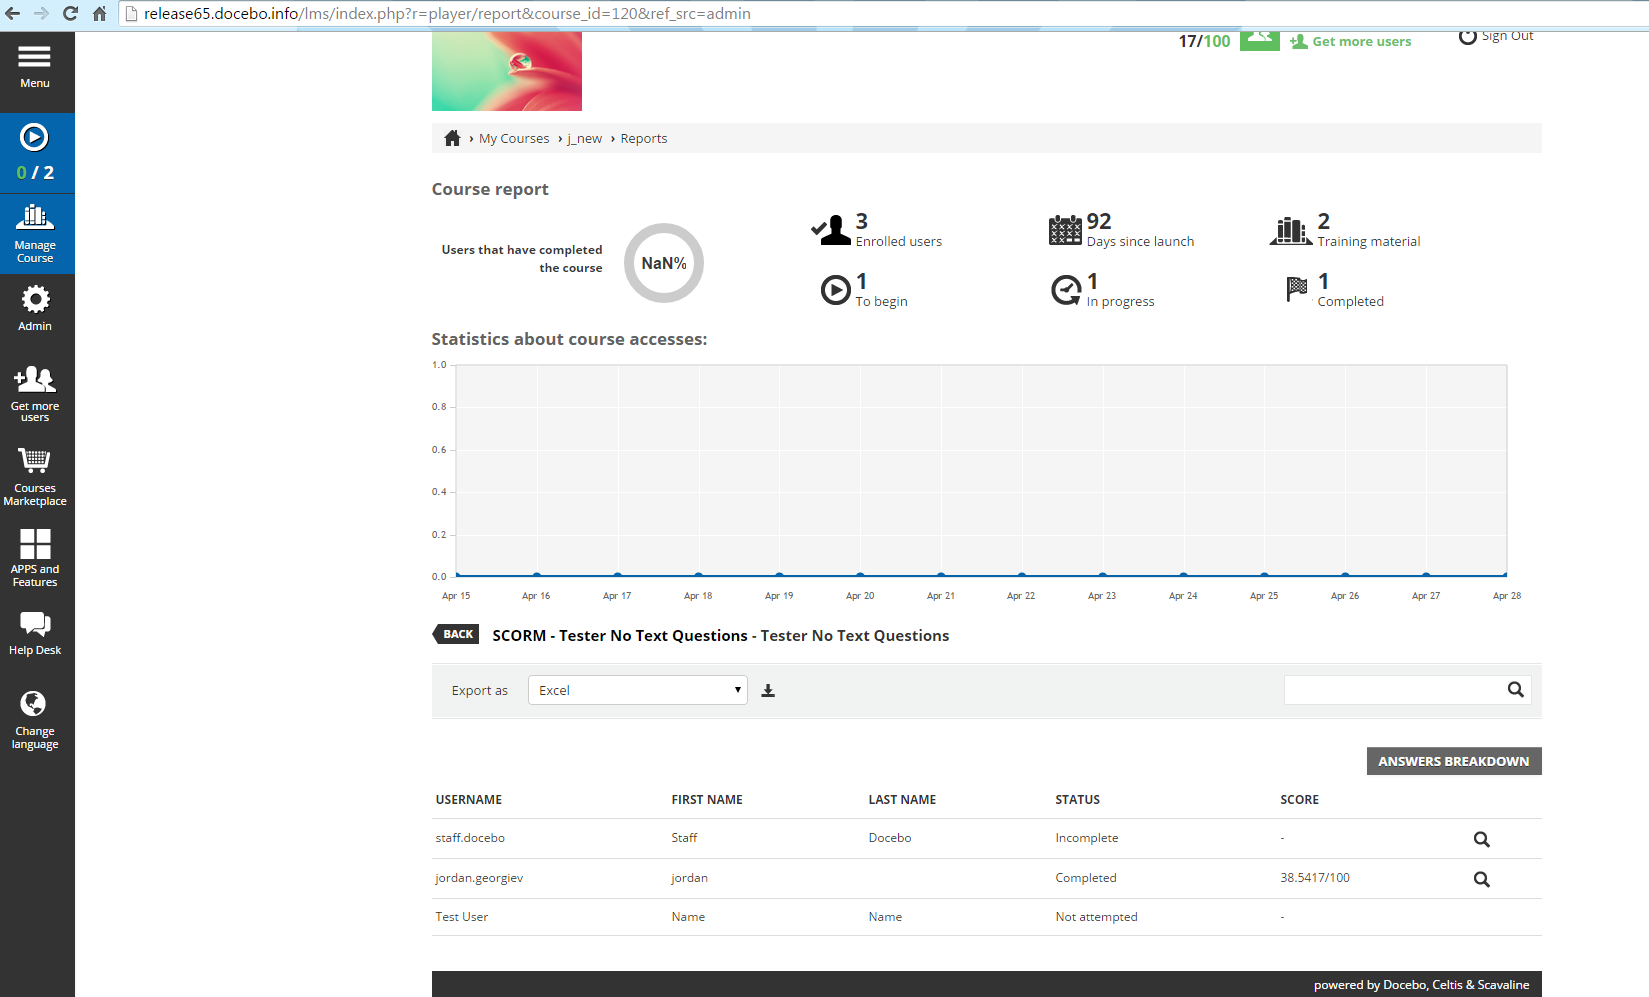 release65.docebo.info/lms/index.php?r=player/report&course_id=120&ref_src=admin
Menu
0 / 2
Manage
Course
Admin
Get more
users
Courses
Marketplace
APPS and
Features
Help Desk
Change
language
17/100
Get more users
Sign Out
› My Courses › j_new › Reports
Course report
Users that have completed
the course
NaN%
3
Enrolled users
92
Days since launch
2
Training material
1
To begin
1
In progress
1
Completed
Statistics about course accesses:
1.0
0.8
0.6
0.4
0.2
0.0
Apr 15 Apr 16 Apr 17 Apr 18 Apr 19 Apr 20 Apr 21 Apr 22 Apr 23 Apr 24 Apr 25 Apr 26 Apr 27 Apr 28
BACK SCORM - Tester No Text Questions - Tester No Text Questions
Export as Excel
ANSWERS BREAKDOWN
USERNAME FIRST NAME LAST NAME STATUS SCORE
staff.docebo Staff Docebo Incomplete -
jordan.georgiev jordan Completed 38.5417/100
Test User Name Name Not attempted -
powered by Docebo, Celtis & Scavaline